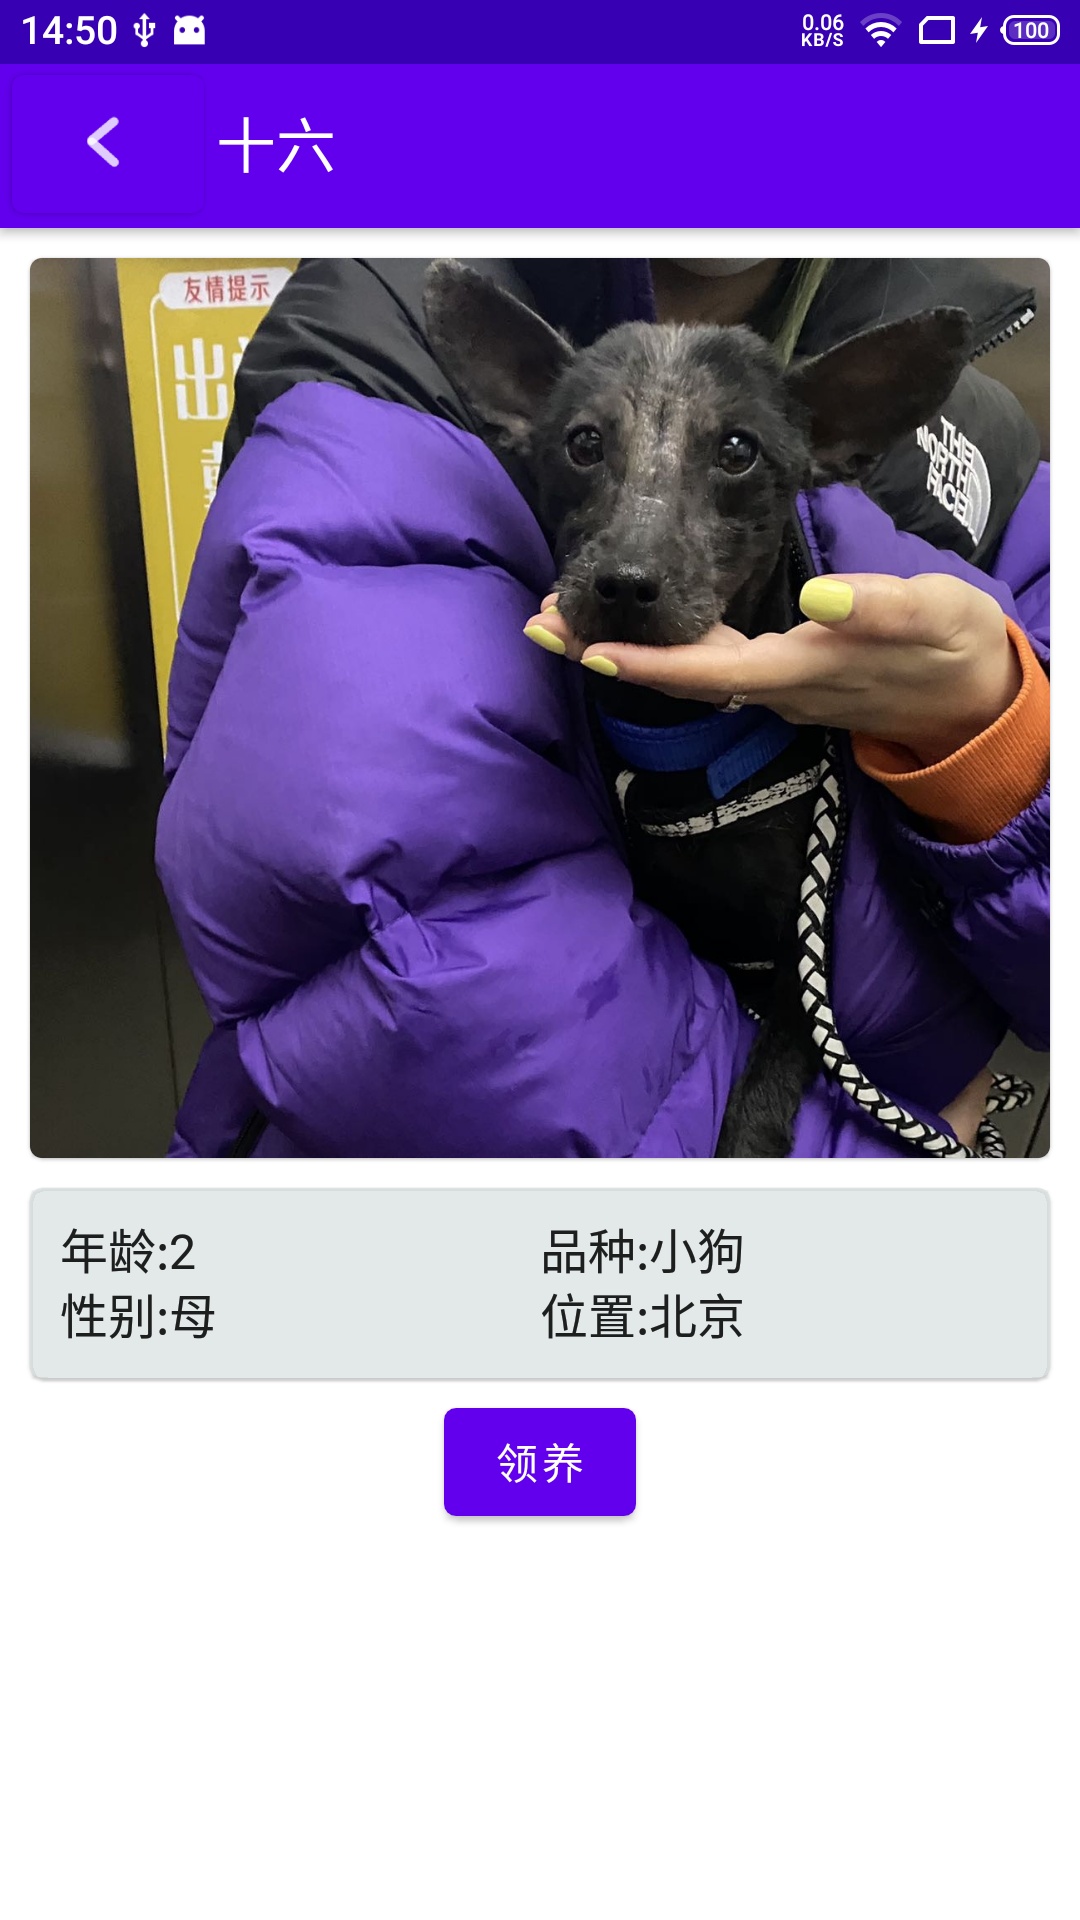 14:50
0.06
KB/S
100
十六
友情提示
出
THE
NORTH
FACE
年龄:2
品种:小狗
性别:母
位置:北京
领养